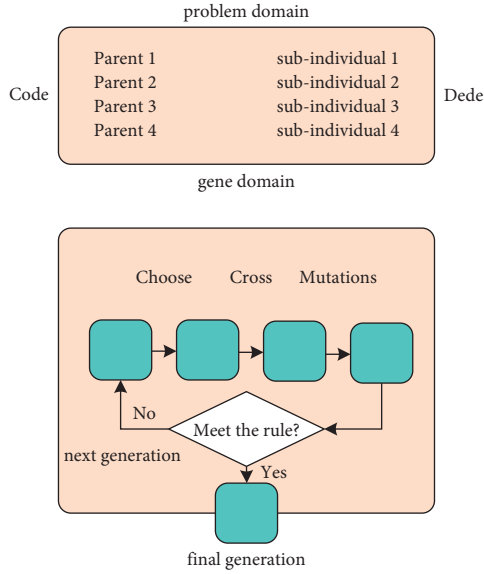 problem domain
Parent 1 sub-individual 1
Parent 2 sub-individual 2
Code Parent 3 sub-individual 3 Dede
Parent 4 sub-individual 4
gene domain
Choose Cross Mutations
No
Meet the rule?
next generation
Yes
final generation